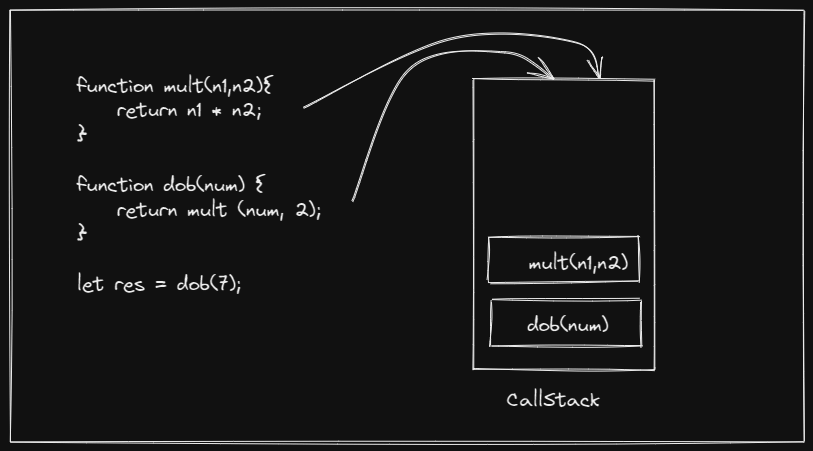 function mult(n1,n2){
return n1 * n2;
}
function dob(num) {
return mult (num, 2);
}
let res = dob(7);
mult(n1,n2)
dob(num)
CallStack